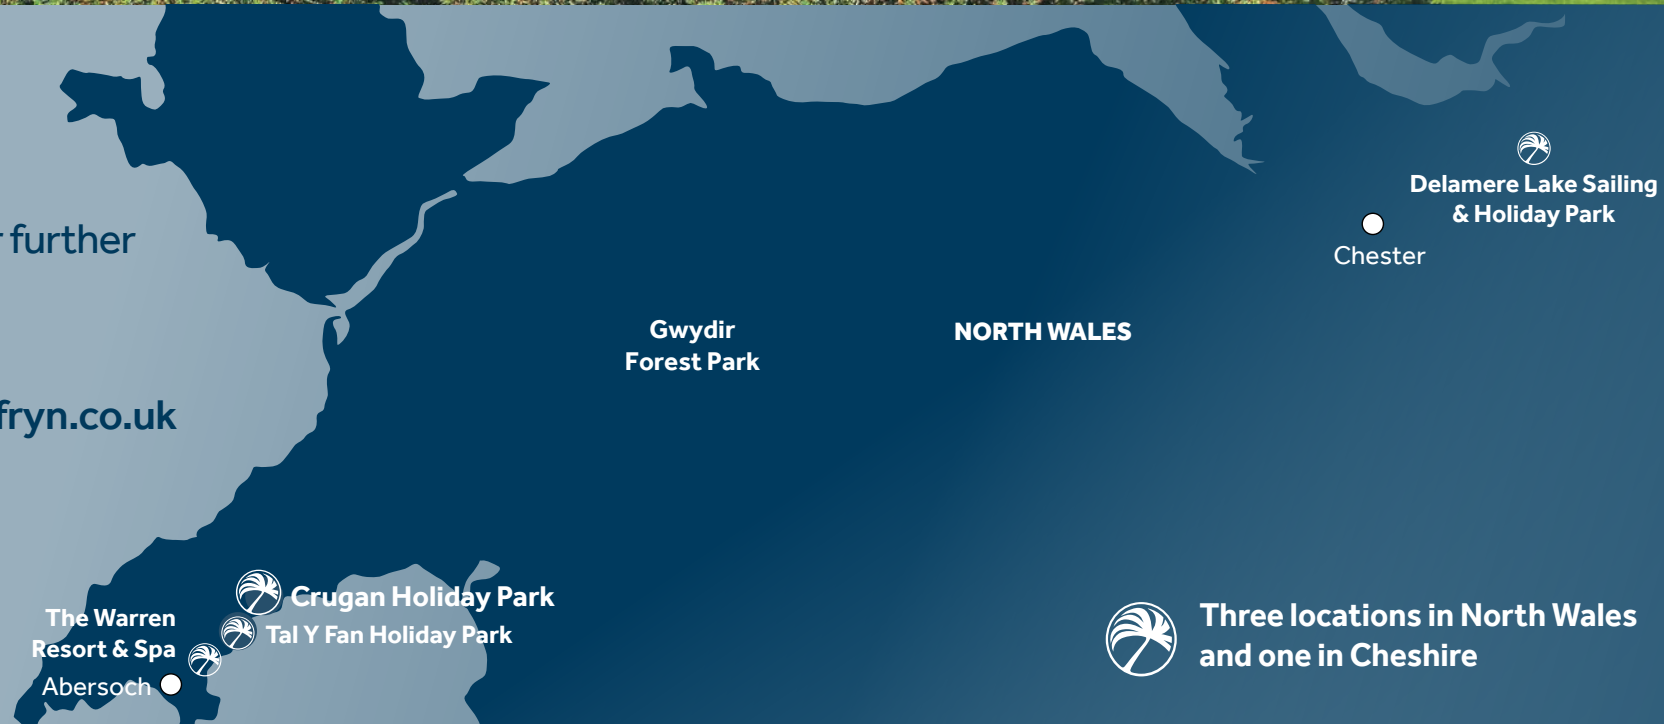 further
fryn.co.uk
Delamere Lake Sailing
& Holiday Park
Chester
Gwydir
Forest Park
NORTH WALES
Crugan Holiday Park
Tal Y Fan Holiday Park
The Warren
Resort & Spa
Abersoch
Three locations in North Wales
and one in Cheshire